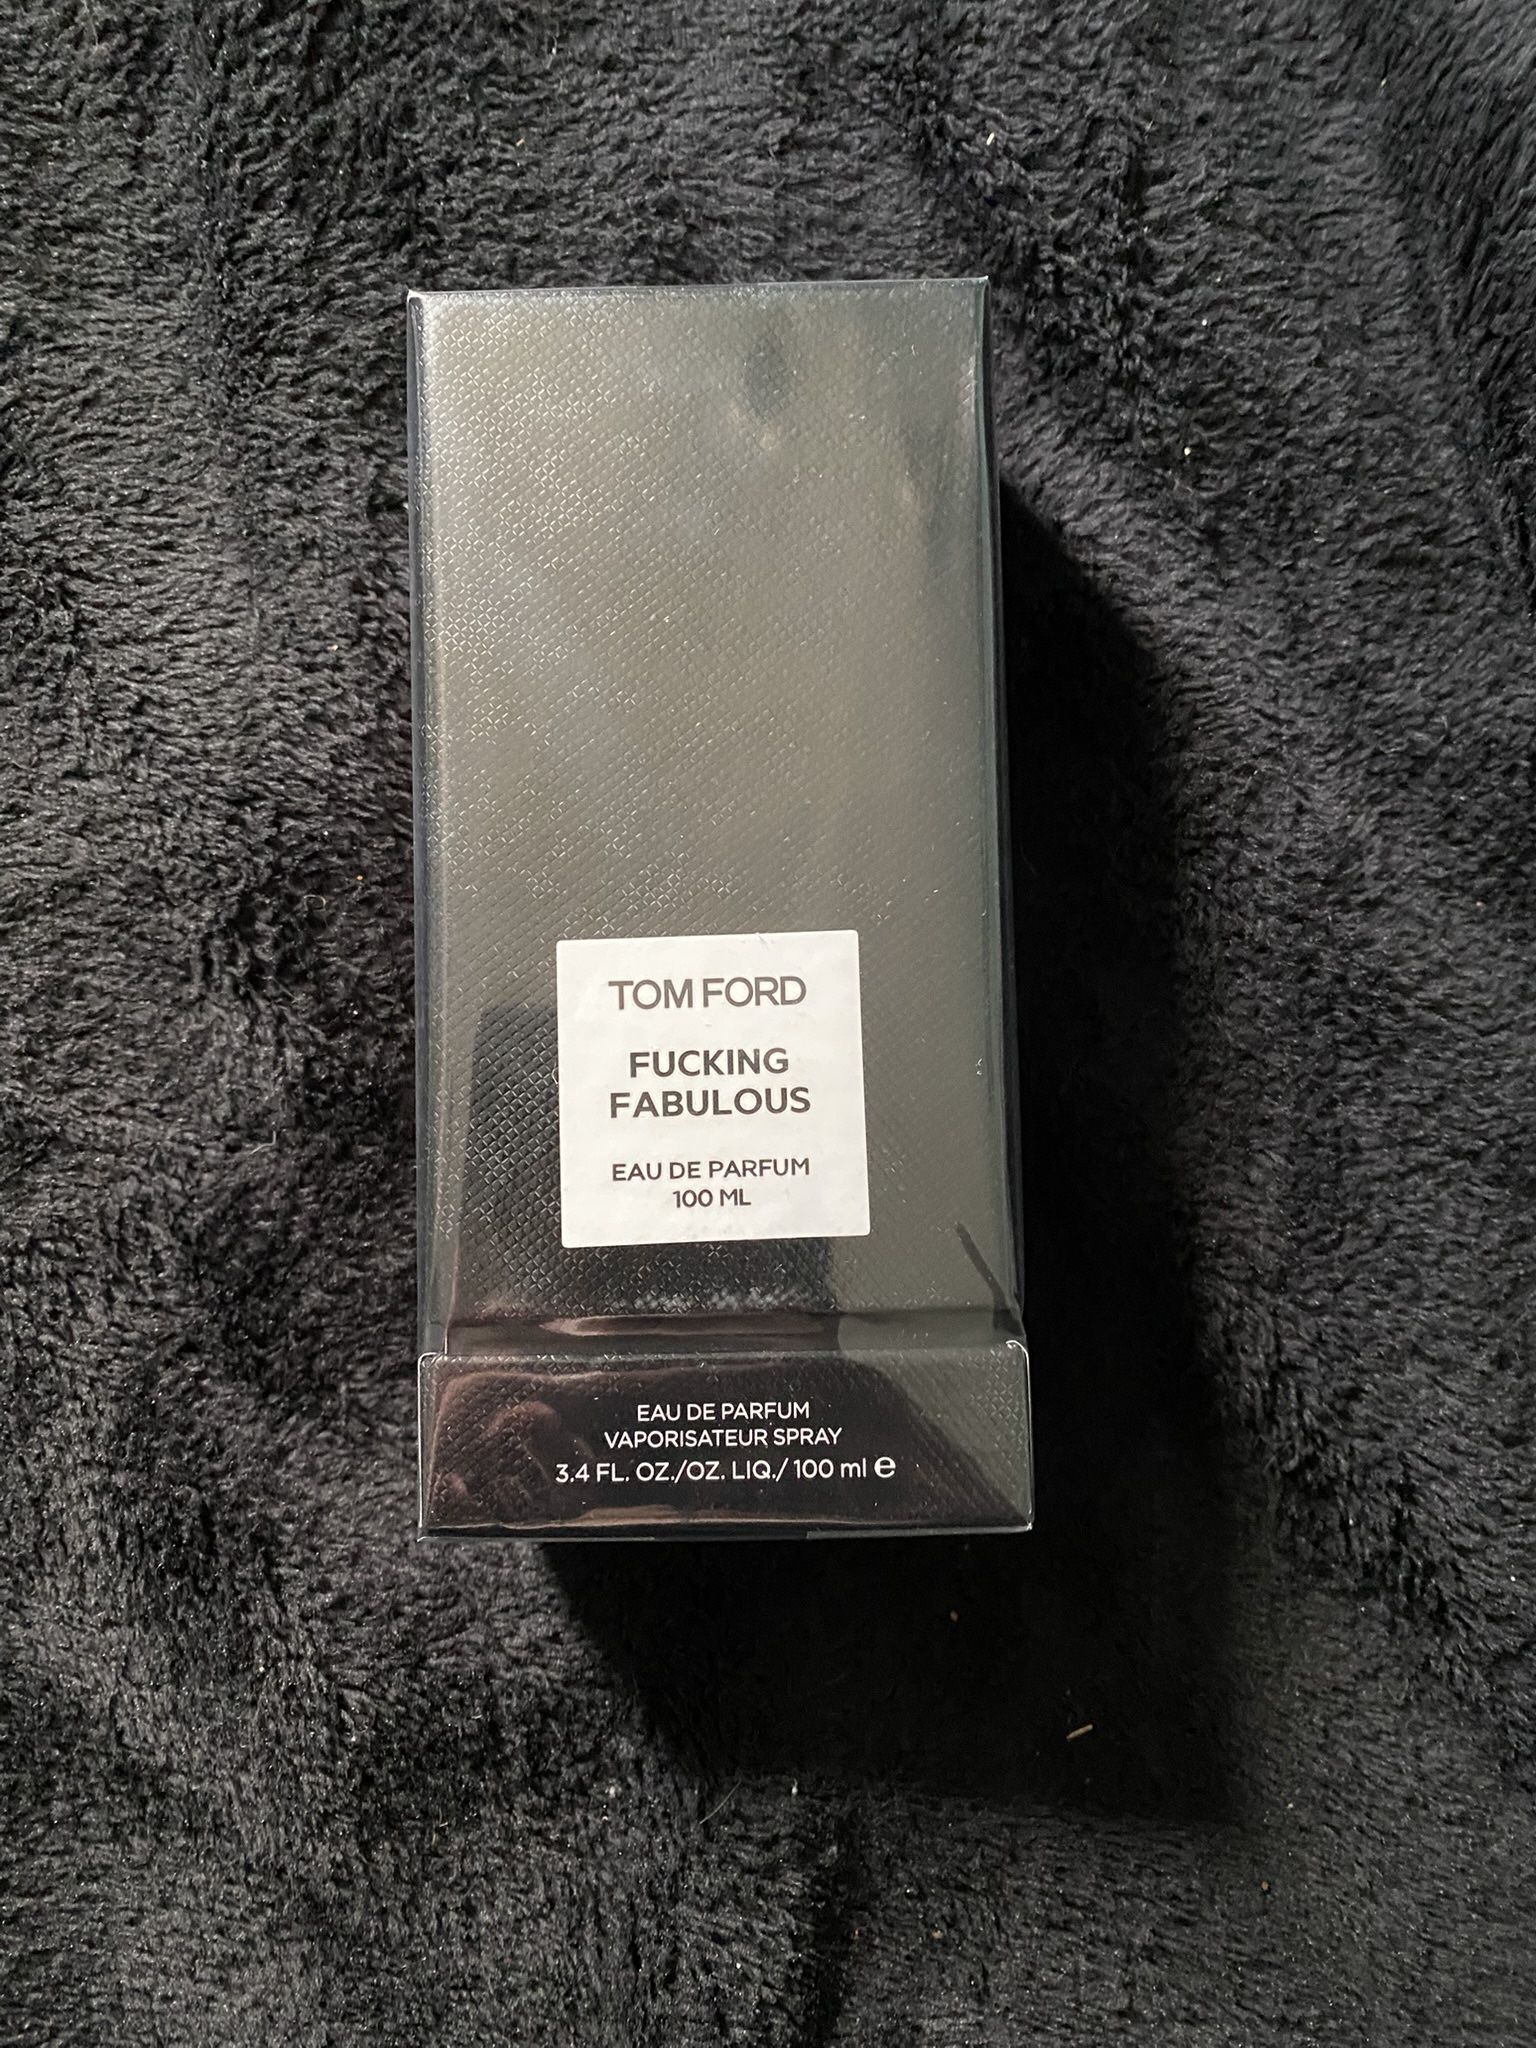 TOM FORD
FUCKING
FABULOUS
EAU DE PARFUM
100 ML
EAU DE PARFUM
VAPORISATEUR SPRAY
3.4 FL. OZ./OZ. LIQ./ 100 ml ℮